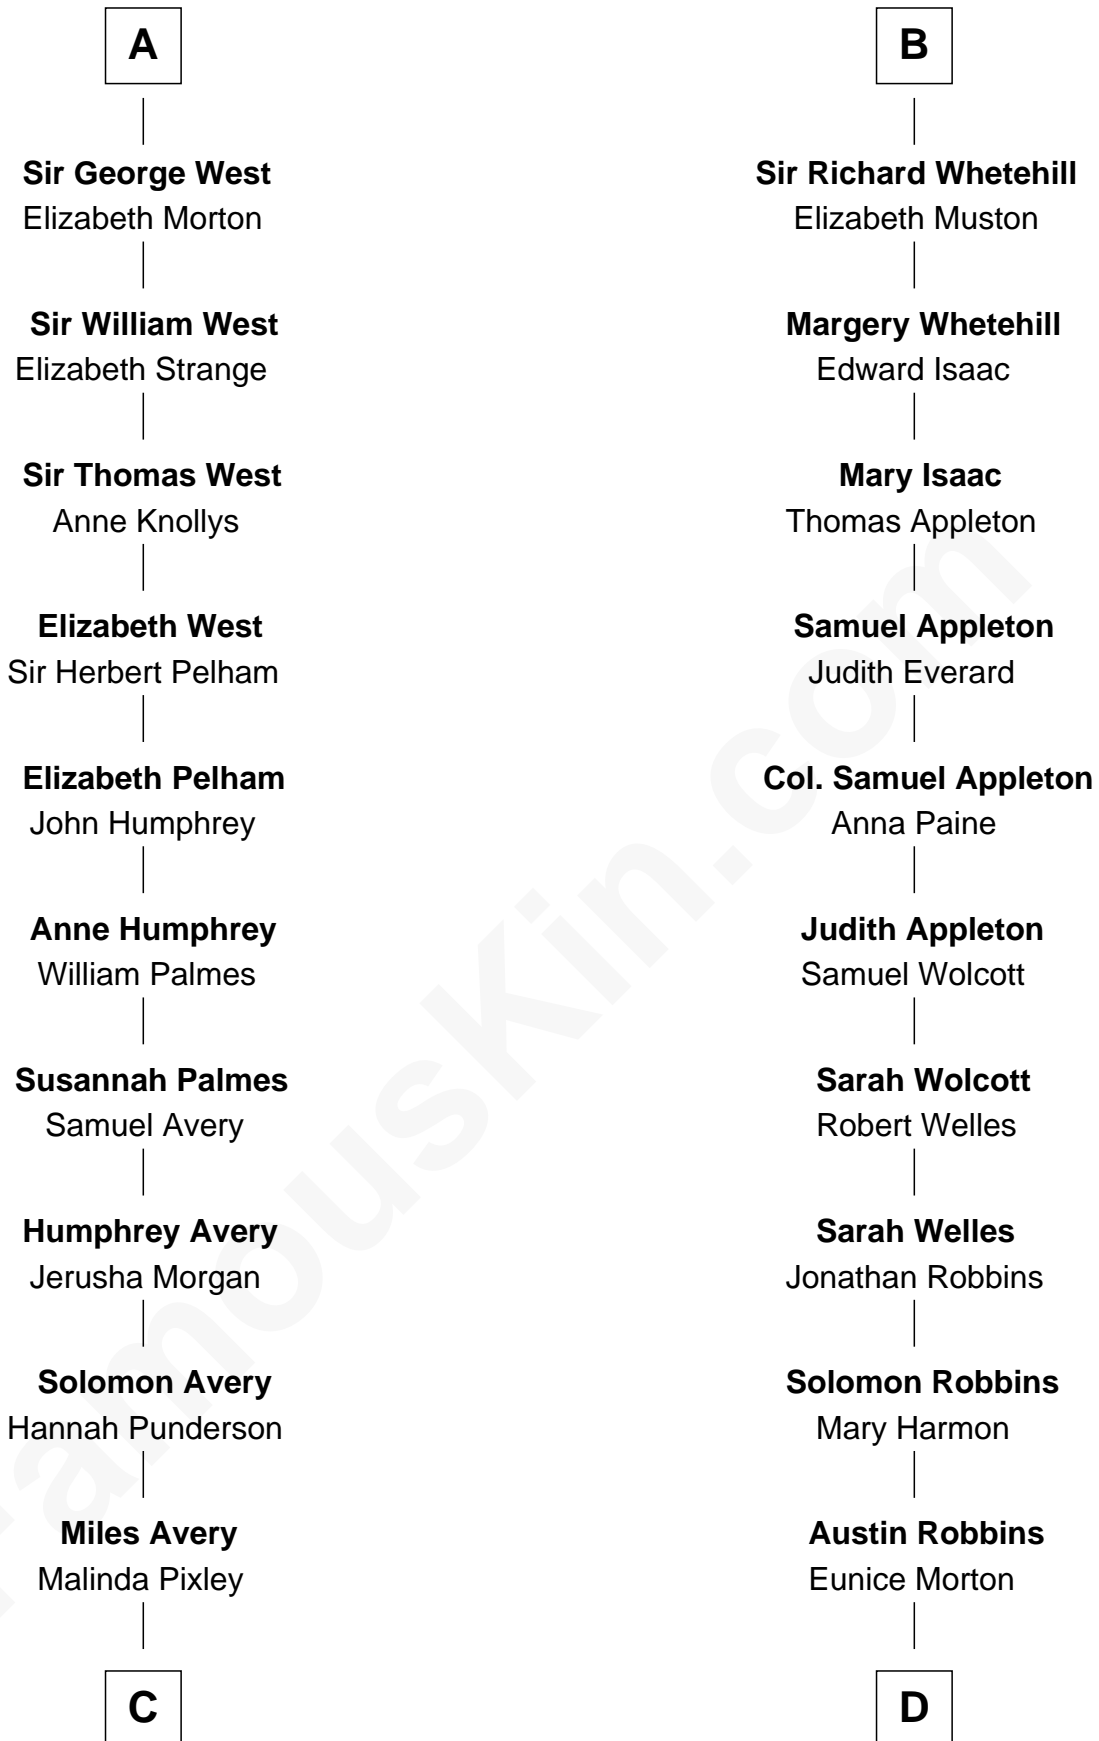 A
Sir George West
Elizabeth Morton
Sir William West
Elizabeth Strange
Sir Thomas West
Anne Knollys
Elizabeth West
Sir Herbert Pelham
Elizabeth Pelham
John Humphrey
Anne Humphrey
William Palmes
Susannah Palmes
Samuel Avery
Humphrey Avery
Jerusha Morgan
Solomon Avery
Hannah Punderson
Miles Avery
Malinda Pixley
C
B
Sir Richard Whetehill
Elizabeth Muston
Margery Whetehill
Edward Isaac
Mary Isaac
Thomas Appleton
Samuel Appleton
Judith Everard
Col. Samuel Appleton
Anna Paine
Judith Appleton
Samuel Wolcott
Sarah Wolcott
Robert Welles
Sarah Welles
Jonathan Robbins
Solomon Robbins
Mary Harmon
Austin Robbins
Eunice Morton
D
FamousKin.com